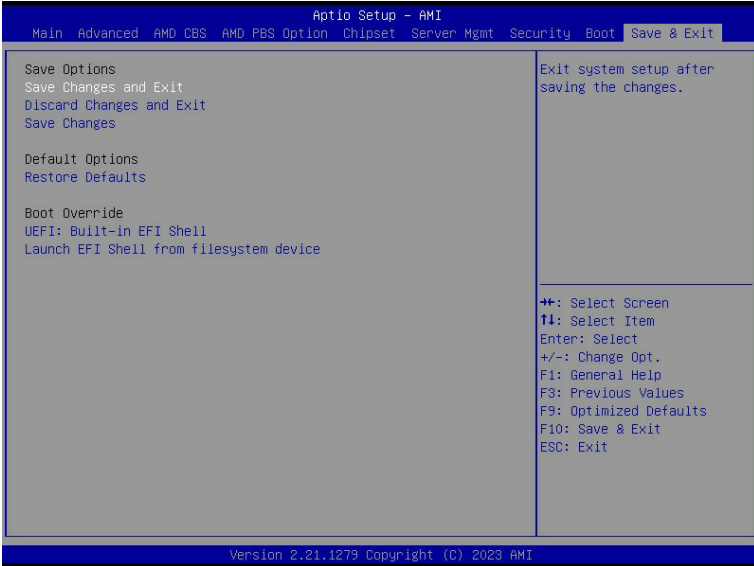 Aptio Setup – AMI
Main Advanced AMD CBS AMD PBS Option Chipset Server Mgmt Security Boot Save & Exit
Save Options
Save Changes and Exit
Discard Changes and Exit
Save Changes
Default Options
Restore Defaults
Boot Override
UEFI: Built-in EFI Shell
Launch EFI Shell from filesystem device
Exit system setup after
saving the changes.
→←: Select Screen
↑↓: Select Item
Enter: Select
+/-: Change Opt.
F1: General Help
F3: Previous Values
F9: Optimized Defaults
F10: Save & Exit
ESC: Exit
Version 2.21.1279 Copyright (C) 2023 AMI